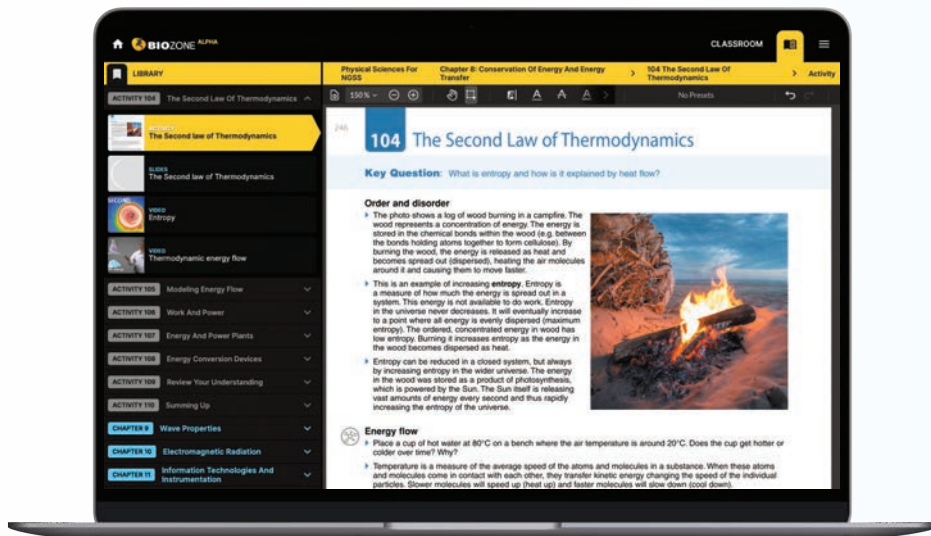 BIOZONE ALPHA
CLASSROOM
LIBRARY
Physical Sciences For NGSS
Chapter 8: Conservation Of Energy And Energy Transfer
104 The Second Law Of Thermodynamics
Activity
ACTIVITY 104 The Second Law Of Thermodynamics
ACTIVITY
The Second law of Thermodynamics
SLIDES
The Second law of Thermodynamics
SECOND
VIDEO
Entropy
VIDEO
Thermodynamic energy flow
ACTIVITY 105 Modeling Energy Flow
ACTIVITY 106 Work And Power
ACTIVITY 107 Energy And Power Plants
ACTIVITY 108 Energy Conversion Devices
ACTIVITY 109 Review Your Understanding
ACTIVITY 110 Summing Up
CHAPTER 9 Wave Properties
CHAPTER 10 Electromagnetic Radiation
CHAPTER 11 Information Technologies And Instrumentation
150%
No Presets
246
104 The Second Law of Thermodynamics
Key Question: What is entropy and how is it explained by heat flow?
Order and disorder
The photo shows a log of wood burning in a campfire. The
wood represents a concentration of energy. The energy is
stored in the chemical bonds within the wood (e.g. between
the bonds holding atoms together to form cellulose). By
burning the wood, the energy is released as heat and
becomes spread out (dispersed), heating the air molecules
around it and causing them to move faster.
This is an example of increasing entropy. Entropy is
a measure of how much the energy is spread out in a
system. This energy is not available to do work. Entropy
in the universe never decreases. It will eventually increase
to a point where all energy is evenly dispersed (maximum
entropy). The ordered, concentrated energy in wood has
low entropy. Burning it increases entropy as the energy in
the wood becomes dispersed as heat.
Entropy can be reduced in a closed system, but always
by increasing entropy in the wider universe. The energy
in the wood was stored as a product of photosynthesis,
which is powered by the Sun. The Sun itself is releasing
vast amounts of energy every second and thus rapidly
increasing the entropy of the universe.
Energy flow
Place a cup of hot water at 80°C on a bench where the air temperature is around 20°C. Does the cup get hotter or
colder over time? Why?
Temperature is a measure of the average speed of the atoms and molecules in a substance. When these atoms
and molecules come in contact with each other, they transfer kinetic energy changing the speed of the individual
particles. Slower molecules will speed up (heat up) and faster molecules will slow down (cool down).